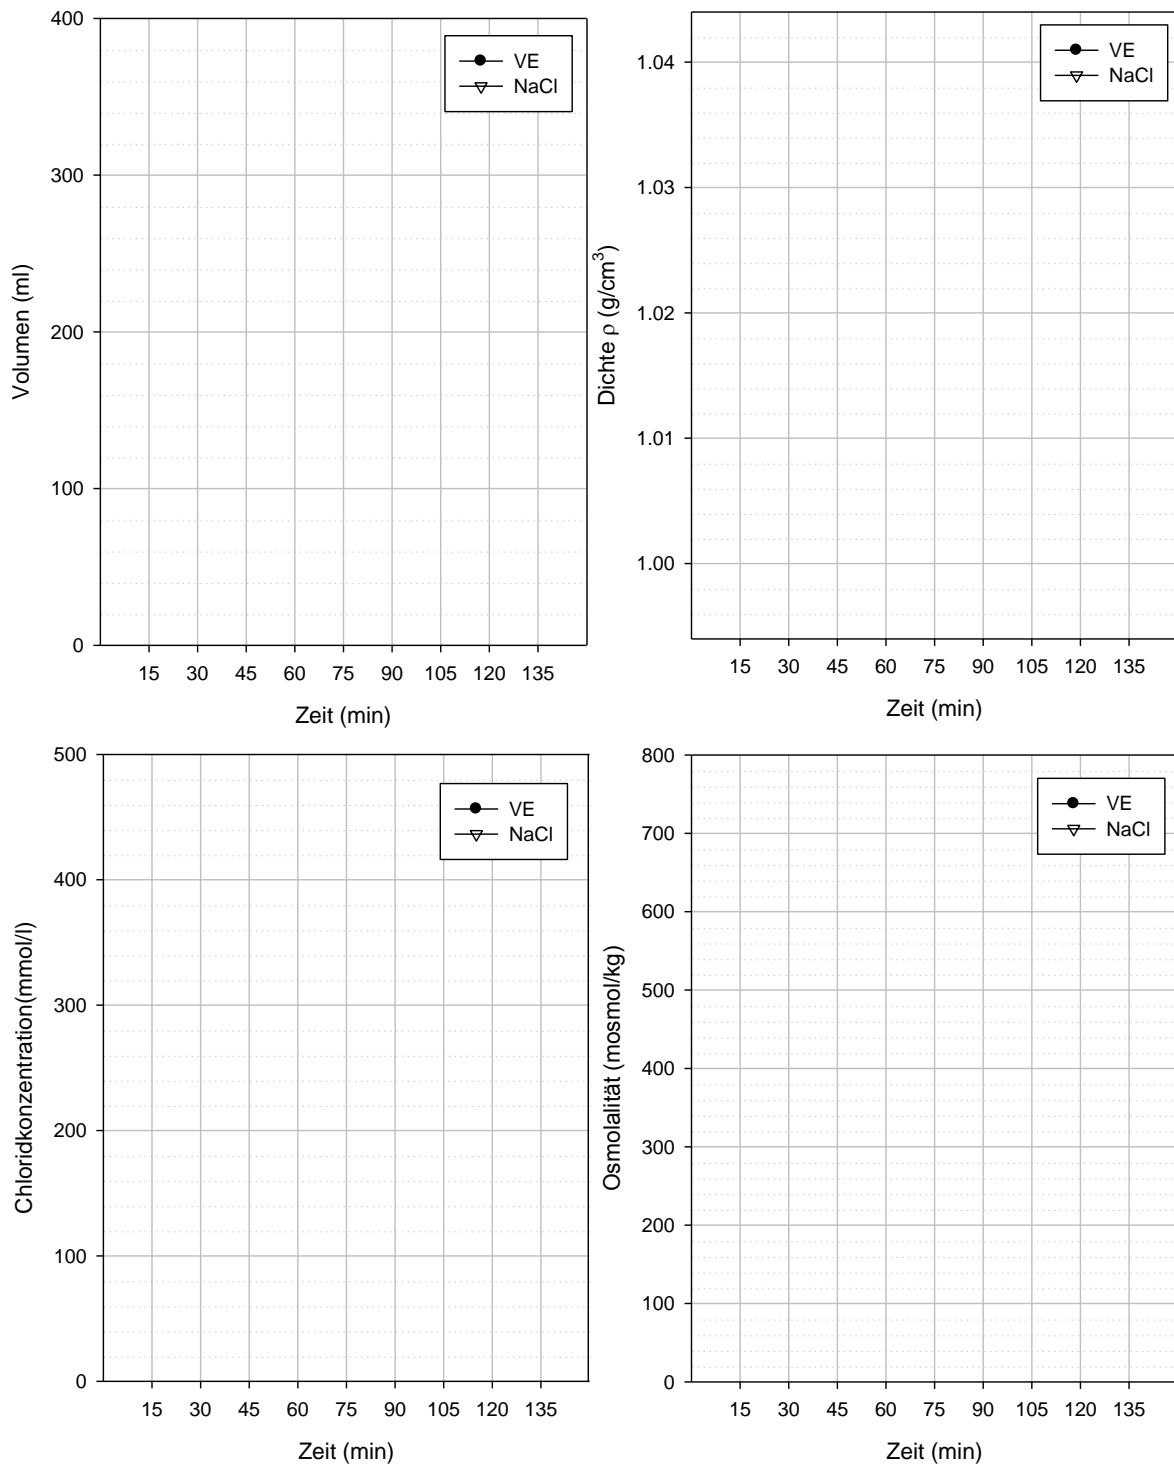 400
300
200
100
0
Volumen (ml)
VE
NaCl
15 30 45 60 75 90 105 120 135
Zeit (min)
1.04
1.03
1.02
1.01
1.00
Dichte ρ (g/cm³)
VE
NaCl
15 30 45 60 75 90 105 120 135
Zeit (min)
500
400
300
200
100
0
Chloridkonzentration(mmol/l)
VE
NaCl
15 30 45 60 75 90 105 120 135
Zeit (min)
800
700
600
500
400
300
200
100
0
Osmolalität (mosmol/kg)
VE
NaCl
15 30 45 60 75 90 105 120 135
Zeit (min)